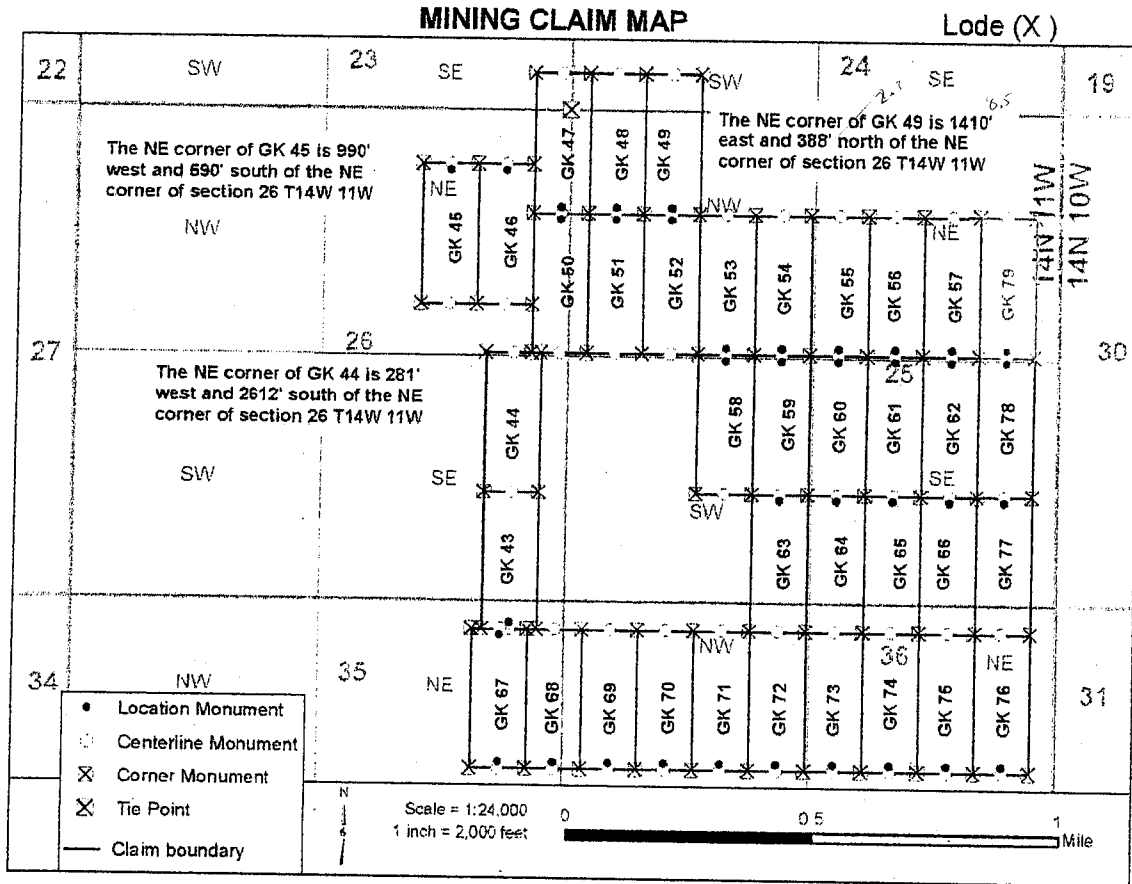 MINING CLAIM MAP
Lode (X )
22
SW
23
SE
SW
24
SE
19
The NE corner of GK 49 is 1410'
east and 388' north of the NE
corner of section 26 T14W 11W
The NE corner of GK 45 is 990'
west and 590' south of the NE
corner of section 26 T14W 11W
GK 47
GK 48
GK 49
NE
NW
NW
NE
GK 45
GK 46
GK 50
GK 51
GK 52
GK 53
GK 54
GK 55
GK 56
GK 57
GK 79
14N 11W
14N 10W
27
26
25
30
The NE corner of GK 44 is 281'
west and 2612' south of the NE
corner of section 26 T14W 11W
GK 44
GK 58
GK 59
GK 60
GK 61
GK 62
GK 78
SW
SE
SW
SE
GK 43
GK 63
GK 64
GK 65
GK 66
GK 77
34
NW
35
NE
NW
36
NE
31
GK 67
GK 68
GK 69
GK 70
GK 71
GK 72
GK 73
GK 74
GK 75
GK 76
Location Monument
Centerline Monument
Corner Monument
Tie Point
Claim boundary
N
Scale = 1:24,000
1 inch = 2,000 feet
0
0.5
1
Mile